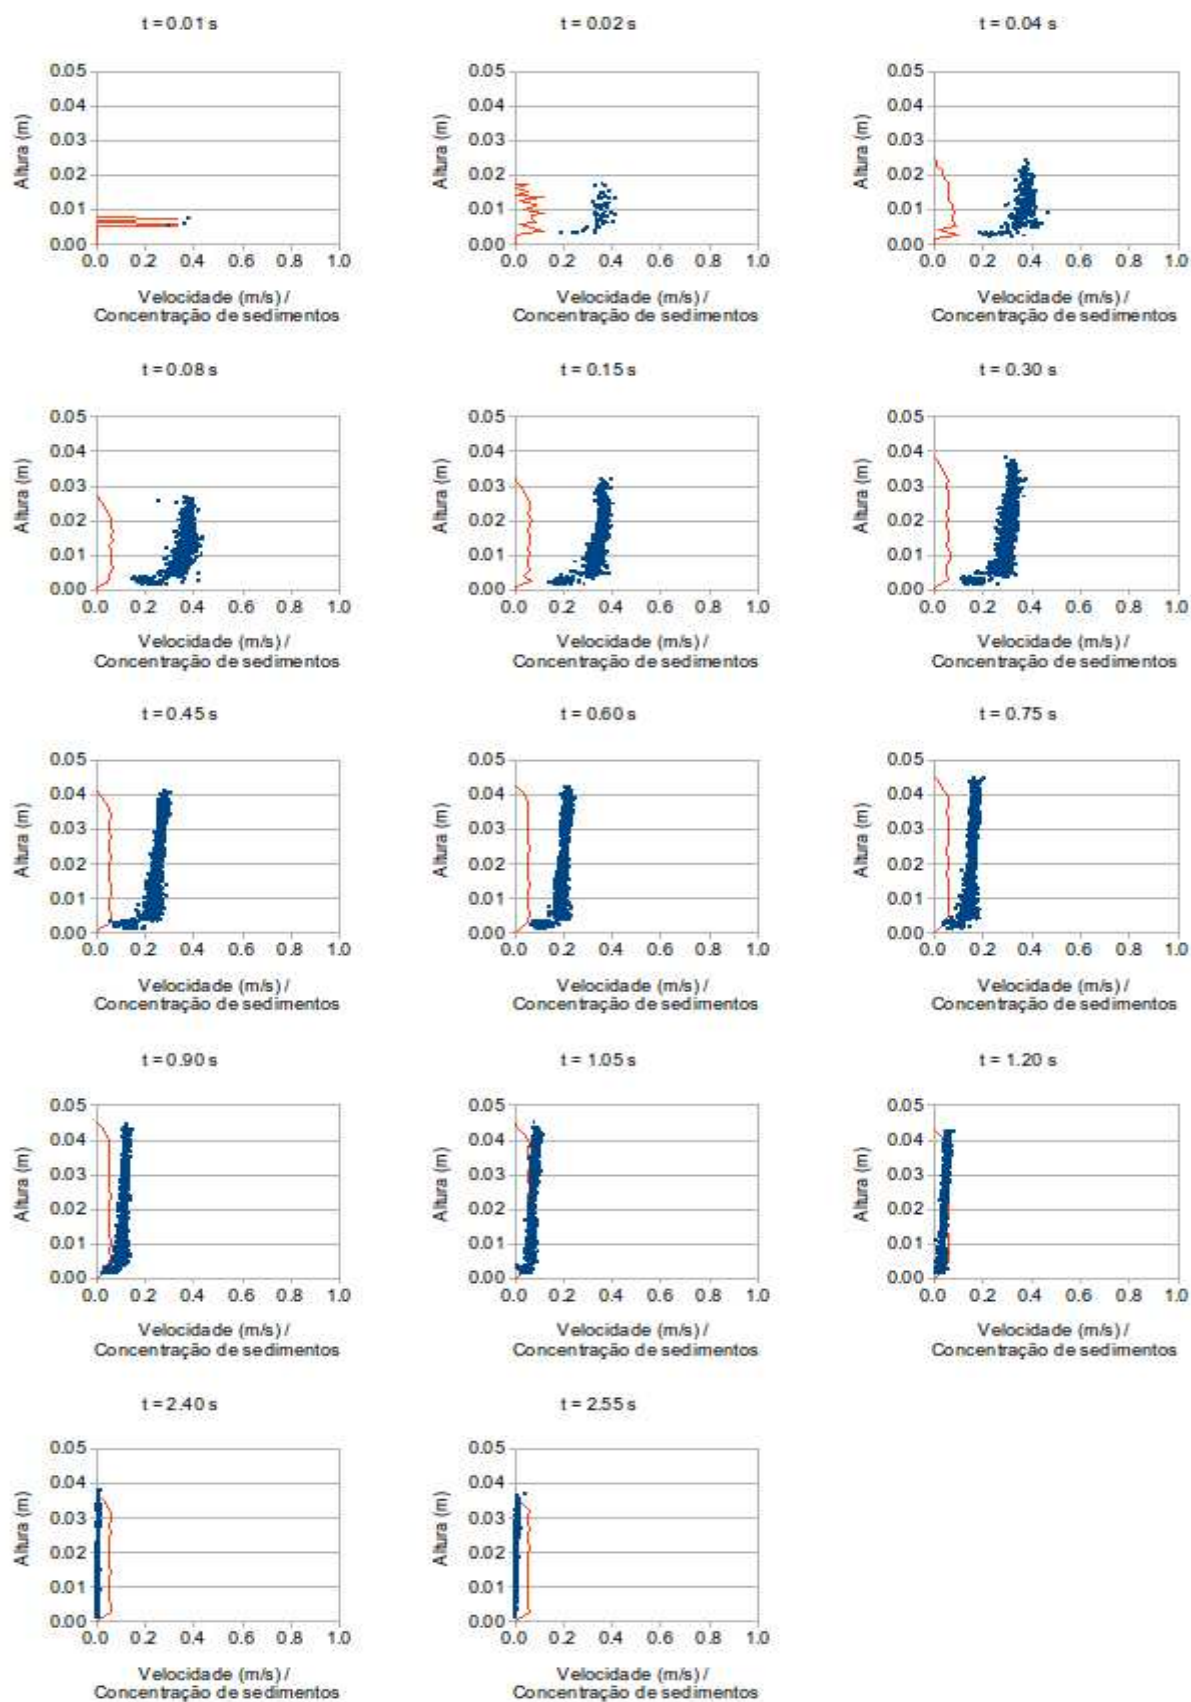 t = 0.01 s
t = 0.02 s
t = 0.04 s
Altura (m)
0.05
0.04
0.03
0.02
0.01
0.00
0.0 0.2 0.4 0.6 0.8 1.0
Velocidade (m/s) /
Concentração de sedimentos
Altura (m)
0.05
0.04
0.03
0.02
0.01
0.00
0.0 0.2 0.4 0.6 0.8 1.0
Velocidade (m/s) /
Concentração de sedimentos
Altura (m)
0.05
0.04
0.03
0.02
0.01
0.00
0.0 0.2 0.4 0.6 0.8 1.0
Velocidade (m/s) /
Concentração de sedimentos
t = 0.08 s
t = 0.15 s
t = 0.30 s
Altura (m)
0.05
0.04
0.03
0.02
0.01
0.00
0.0 0.2 0.4 0.6 0.8 1.0
Velocidade (m/s) /
Concentração de sedimentos
Altura (m)
0.05
0.04
0.03
0.02
0.01
0.00
0.0 0.2 0.4 0.6 0.8 1.0
Velocidade (m/s) /
Concentração de sedimentos
Altura (m)
0.05
0.04
0.03
0.02
0.01
0.00
0.0 0.2 0.4 0.6 0.8 1.0
Velocidade (m/s) /
Concentração de sedimentos
t = 0.45 s
t = 0.60 s
t = 0.75 s
Altura (m)
0.05
0.04
0.03
0.02
0.01
0.00
0.0 0.2 0.4 0.6 0.8 1.0
Velocidade (m/s) /
Concentração de sedimentos
Altura (m)
0.05
0.04
0.03
0.02
0.01
0.00
0.0 0.2 0.4 0.6 0.8 1.0
Velocidade (m/s) /
Concentração de sedimentos
Altura (m)
0.05
0.04
0.03
0.02
0.01
0.00
0.0 0.2 0.4 0.6 0.8 1.0
Velocidade (m/s) /
Concentração de sedimentos
t = 0.90 s
t = 1.05 s
t = 1.20 s
Altura (m)
0.05
0.04
0.03
0.02
0.01
0.00
0.0 0.2 0.4 0.6 0.8 1.0
Velocidade (m/s) /
Concentração de sedimentos
Altura (m)
0.05
0.04
0.03
0.02
0.01
0.00
0.0 0.2 0.4 0.6 0.8 1.0
Velocidade (m/s) /
Concentração de sedimentos
Altura (m)
0.05
0.04
0.03
0.02
0.01
0.00
0.0 0.2 0.4 0.6 0.8 1.0
Velocidade (m/s) /
Concentração de sedimentos
t = 2.40 s
t = 2.55 s
Altura (m)
0.05
0.04
0.03
0.02
0.01
0.00
0.0 0.2 0.4 0.6 0.8 1.0
Velocidade (m/s) /
Concentração de sedimentos
Altura (m)
0.05
0.04
0.03
0.02
0.01
0.00
0.0 0.2 0.4 0.6 0.8 1.0
Velocidade (m/s) /
Concentração de sedimentos